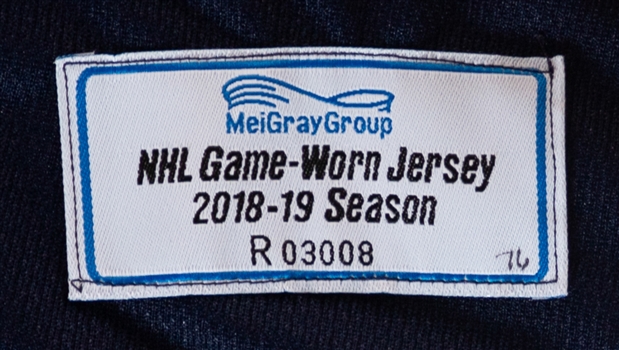 MeiGrayGroup
NHL Game-Worn Jersey
2018-19 Season
R 03008
76